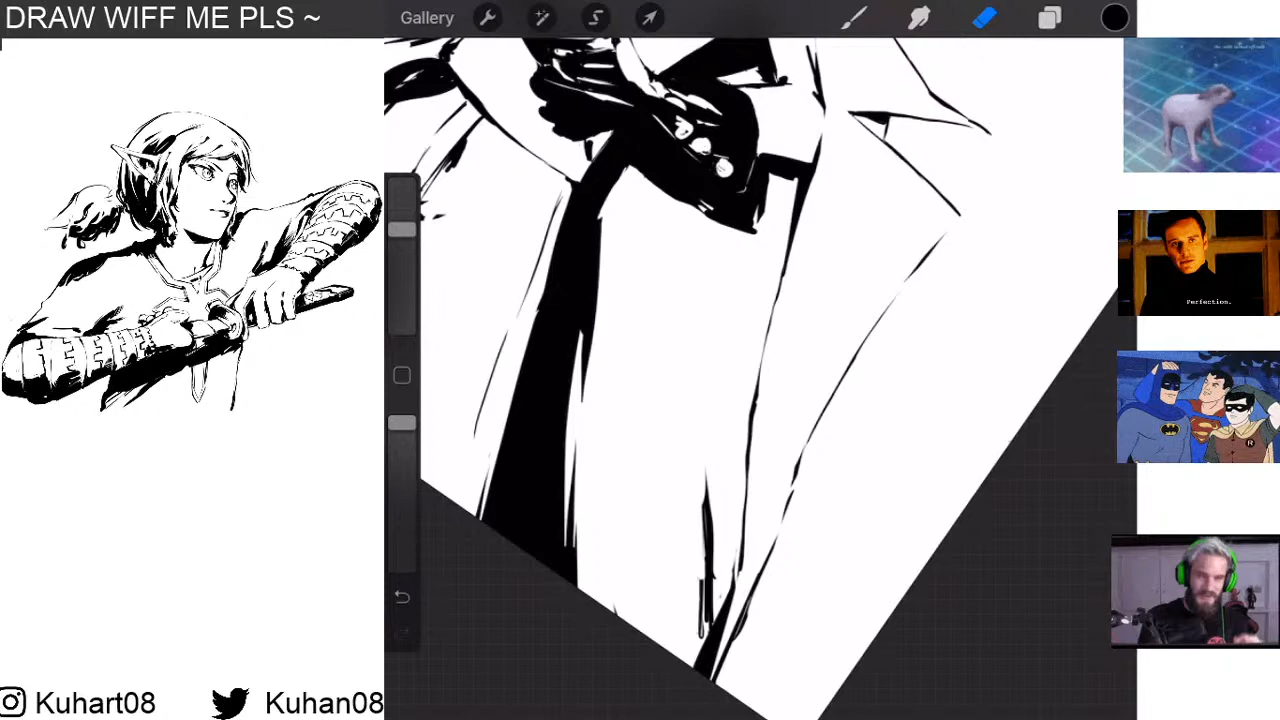 DRAW WIFF ME PLS ~
Gallery
Perfection.
R
Kuhart08
Kuhan08